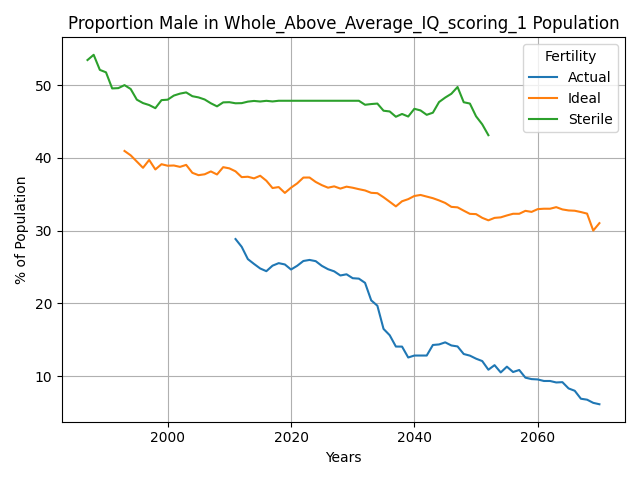 Proportion Male in Whole_Above_Average_IQ_scoring_1 Population
Fertility
Actual
Ideal
Sterile
% of Population
50
40
30
20
10
2000
2020
2040
2060
Years